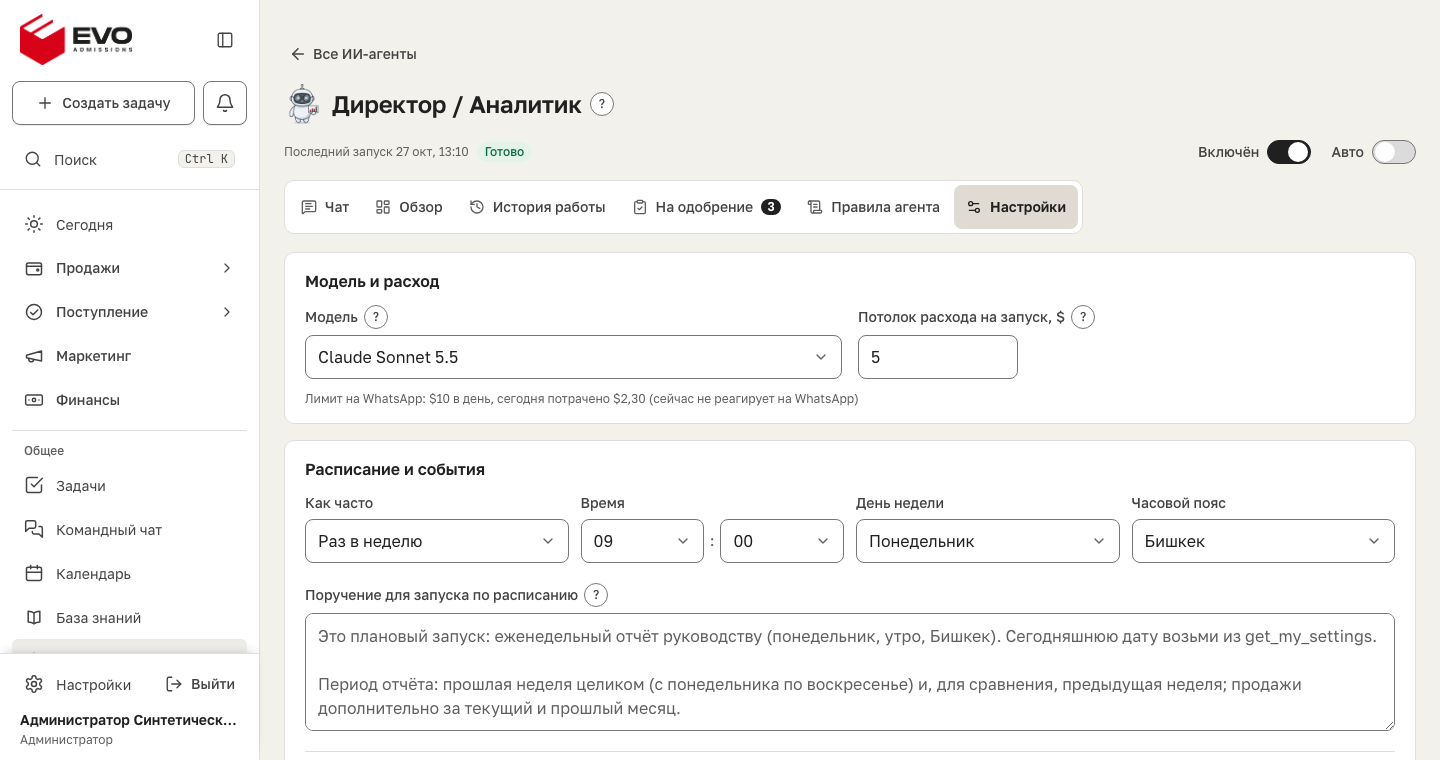 EVO
ADMISSIONS
Создать задачу
Поиск
Ctrl K
Сегодня
Продажи
Поступление
Маркетинг
Финансы
Общее
Задачи
Командный чат
Календарь
База знаний
Настройки
Выйти
Администратор Синтетическ...
Администратор
Все ИИ-агенты
Директор / Аналитик ?
Последний запуск 27 окт, 13:10 Готово
Включён Авто
Чат Обзор История работы На одобрение 3 Правила агента Настройки
Модель и расход
Модель ? Потолок расхода на запуск, $ ?
Claude Sonnet 5.5 5
Лимит на WhatsApp: $10 в день, сегодня потрачено $2,30 (сейчас не реагирует на WhatsApp)
Расписание и события
Как часто Время День недели Часовой пояс
Раз в неделю 09 : 00 Понедельник Бишкек
Поручение для запуска по расписанию ?
Это плановый запуск: еженедельный отчёт руководству (понедельник, утро, Бишкек). Сегодняшнюю дату возьми из get_my_settings.
Период отчёта: прошлая неделя целиком (с понедельника по воскресенье) и, для сравнения, предыдущая неделя; продажи
дополнительно за текущий и прошлый месяц.